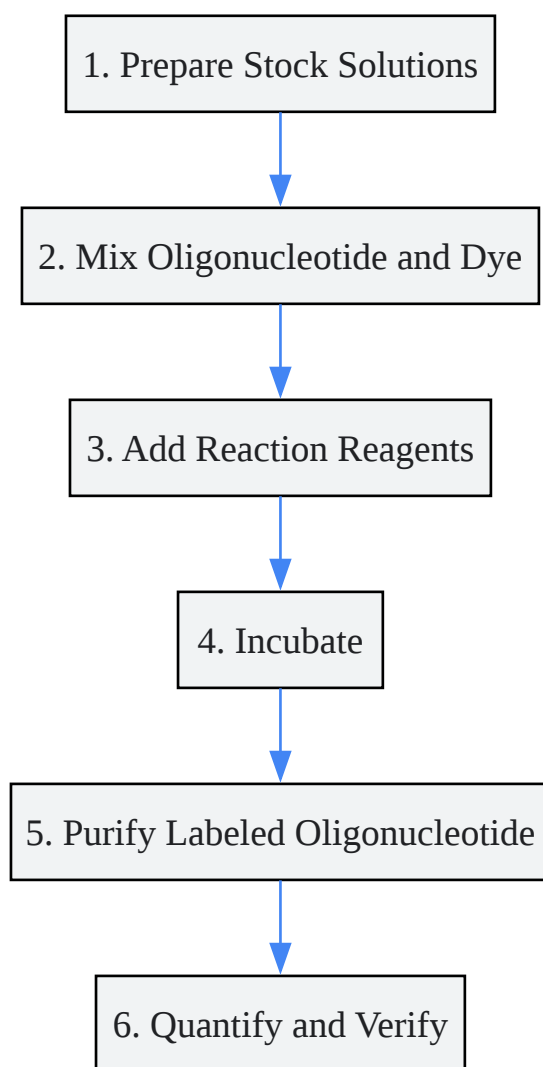 1. Prepare Stock Solutions
2. Mix Oligonucleotide and Dye
3. Add Reaction Reagents
4. Incubate
5. Purify Labeled Oligonucleotide
6. Quantify and Verify